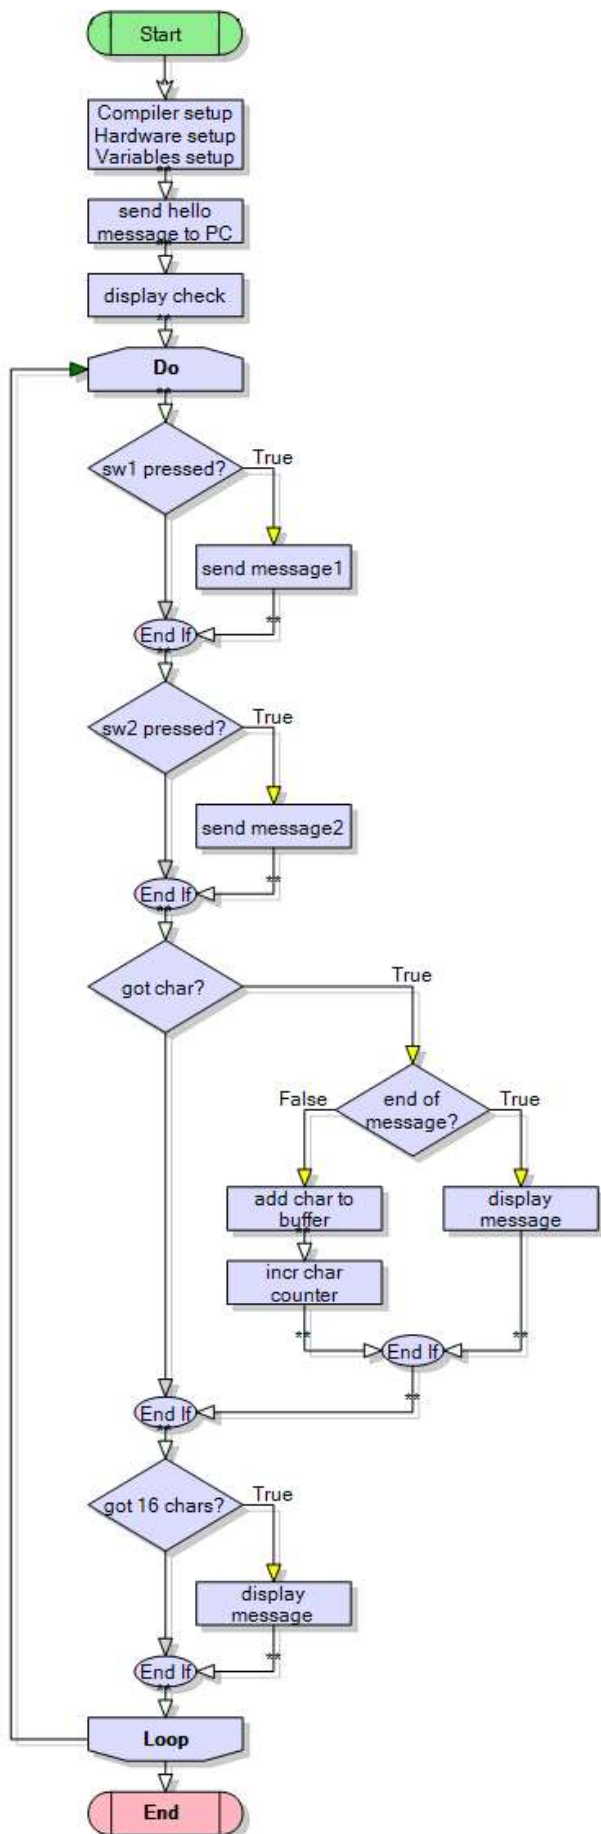 Start
Compiler setup
Hardware setup
Variables setup
**
send hello
message to PC
**
display check
**
Do
**
sw1 pressed?
True
send message1
**
End If
**
sw2 pressed?
True
send message2
**
End If
**
got char?
True
end of
message?
False
True
add char to
buffer
**
display
message
incr char
counter
**
**
End If
**
End If
**
got 16 chars?
True
display
message
**
End If
**
Loop
End